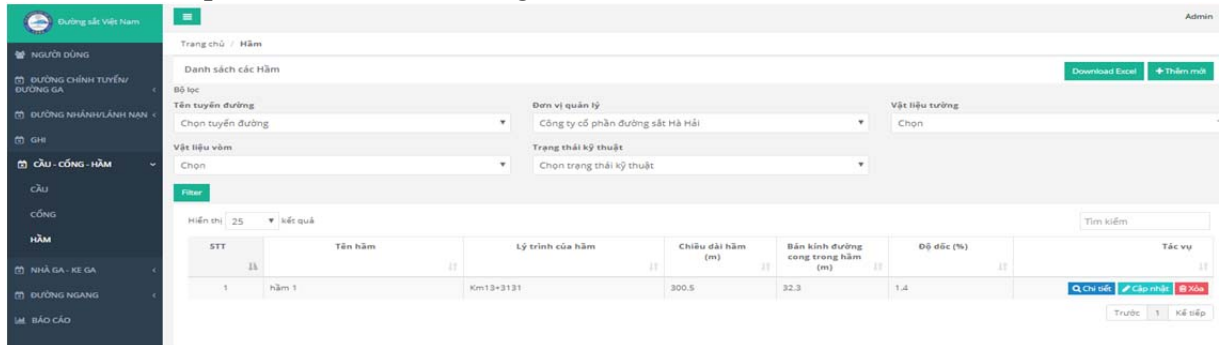 Đường sắt Việt Nam
Admin
NGƯỜI DÙNG
ĐƯỜNG CHÍNH TUYẾN/
ĐƯỜNG GA
ĐƯỜNG NHÁNH/LÁNH NẠN
GHI
CẦU - CỐNG - HẦM
CẦU
CỐNG
HẦM
NHÀ GA - KE GA
ĐƯỜNG NGANG
BÁO CÁO
Trang chủ / Hầm
Danh sách các Hầm
Download Excel + Thêm mới
Bộ lọc
Tên tuyến đường Đơn vị quản lý Vật liệu tường
Chọn tuyến đường Công ty cổ phần đường sắt Hà Hải Chọn
Vật liệu vòm Trạng thái kỹ thuật
Chọn Chọn trạng thái kỹ thuật
Filter
Hiển thị 25 kết quả Tìm kiếm
STT Tên hầm Lý trình của hầm Chiều dài hầm Bán kính đường Độ dốc (%) Tác vụ
(m) cong trong hầm
(m)
1 hầm 1 Km13+3131 300.5 32.3 1.4 Chi tiết Cập nhật Xóa
Trước 1 Kế tiếp